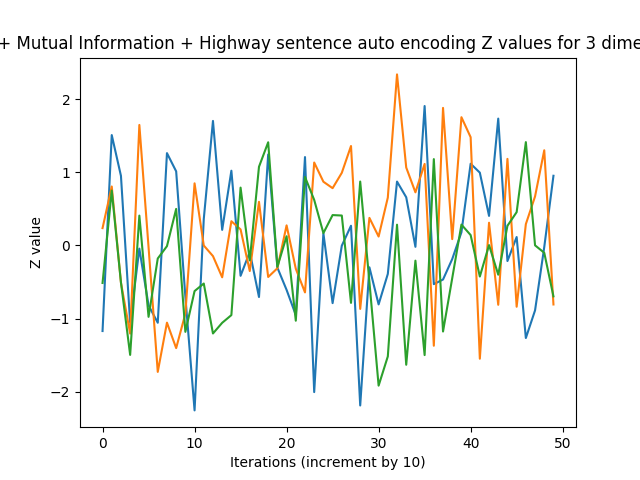 + Mutual Information + Highway sentence auto encoding Z values for 3 dime
Z value
2
1
0
−1
−2
0 10 20 30 40 50
Iterations (increment by 10)